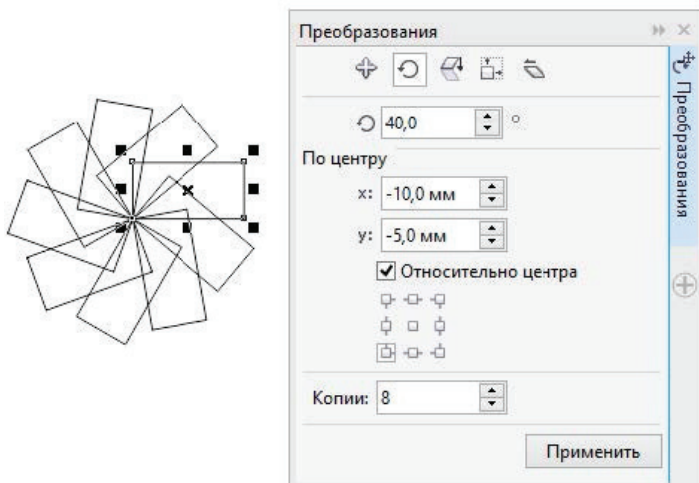 Преобразования
40,0 °
По центру
x: -10,0 мм
y: -5,0 мм
Относительно центра
Копии: 8
Применить
Преобразования